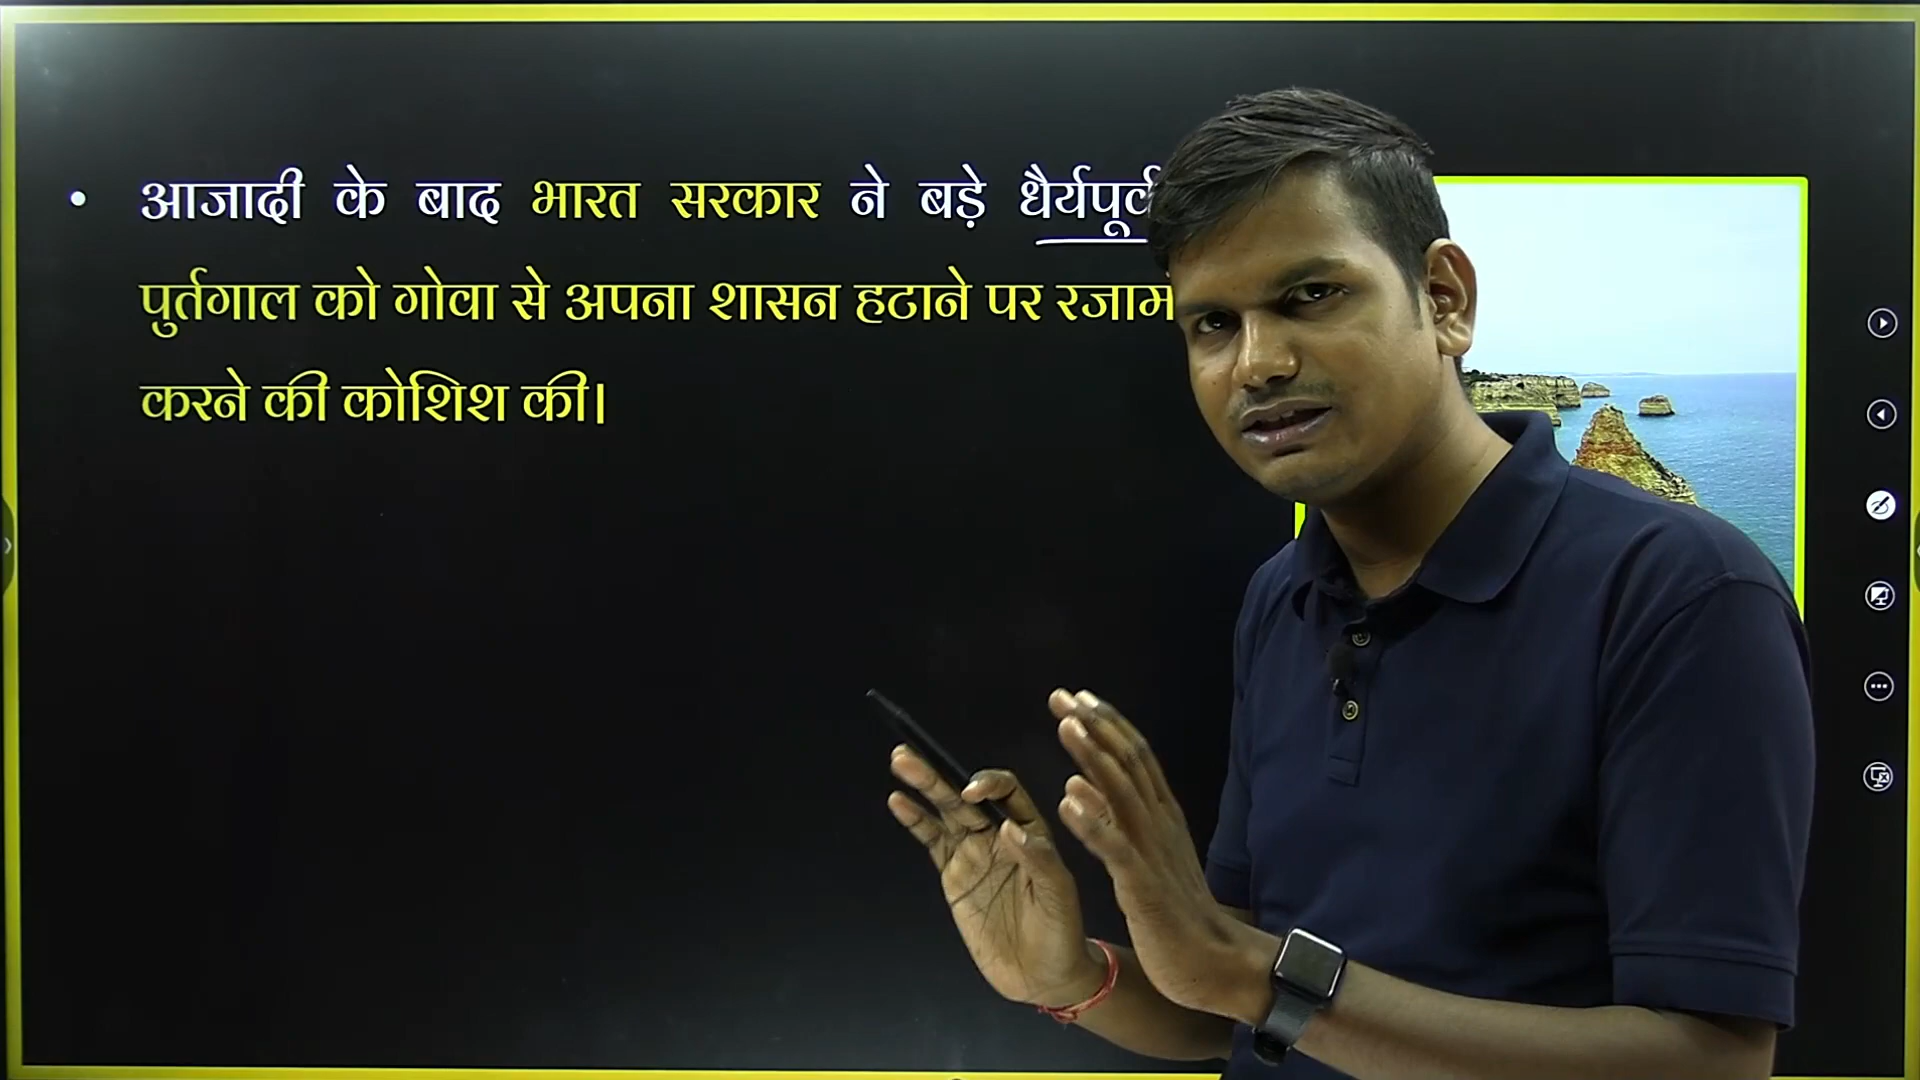 • आजादी के बाद भारत सरकार ने बड़े
पुर्तगाल को गोवा से अपना शासन हटाने पर
करने की कोशिश की।